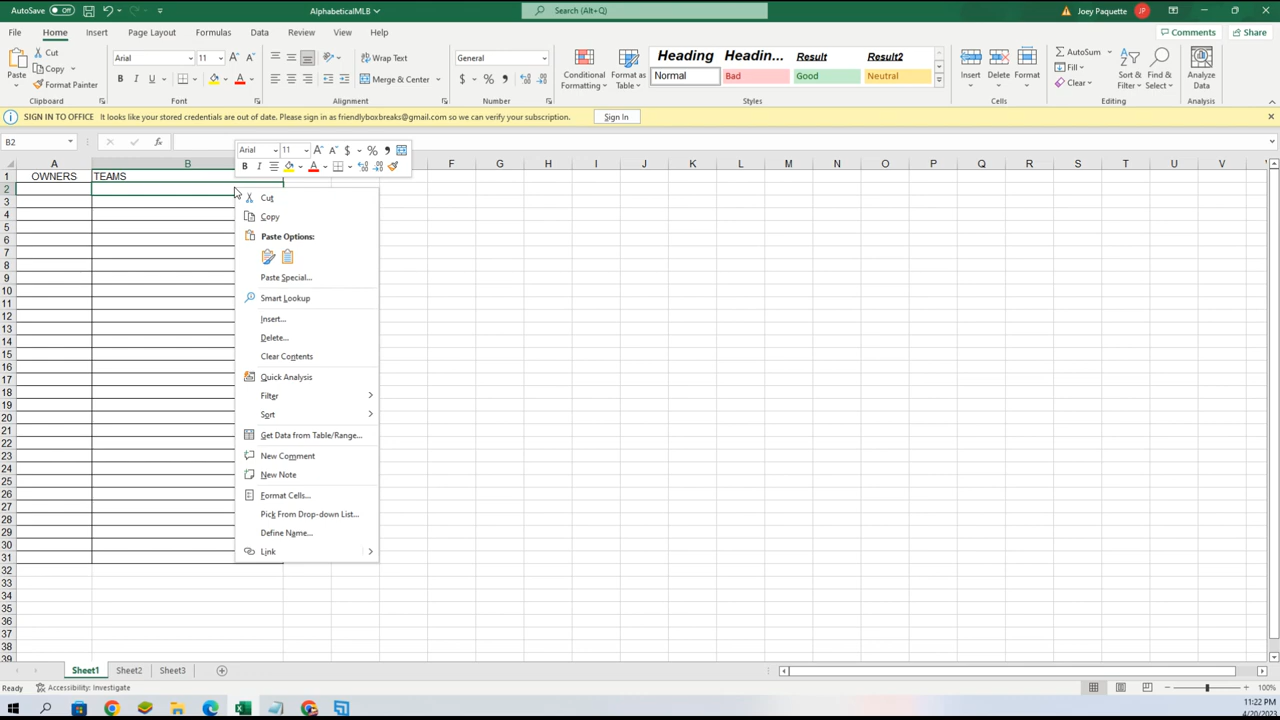 AutoSave Off AlphabeticalMLB Search (Alt+Q) Joey Paquette JP
File Home Insert Page Layout Formulas Data Review View Help Comments Share
Paste Cut Copy Format Painter Clipboard
Arial 11 B I U A Font
Wrap Text Merge & Center Alignment
General $ % , Number
Conditional Formatting Format as Table
Heading Headin... Result Result2
Normal Bad Good Neutral Styles
Insert Delete Format Cells
AutoSum Fill Clear Sort & Filter Find & Select Editing
Analyze Data Analysis
SIGN IN TO OFFICE It looks like your stored credentials are out of date. Please sign in as friendlyboxbreaks@gmail.com so we can verify your subscription. Sign In
B2 fx
Arial 11 A A $ % ,
B I A
A B F G H I J K L M N O P Q R S T U V
1 OWNERS TEAMS
2
3
4
5
6
7
8
9
10
11
12
13
14
15
16
17
18
19
20
21
22
23
24
25
26
27
28
29
30
31
32
33
34
35
36
37
38
39
Cut
Copy
Paste Options:
Paste Special...
Smart Lookup
Insert...
Delete...
Clear Contents
Quick Analysis
Filter
Sort
Get Data from Table/Range...
New Comment
New Note
Format Cells...
Pick From Drop-down List...
Define Name...
Link
Sheet1 Sheet2 Sheet3
Ready Accessibility: Investigate 100%
11:22 PM
4/20/2023